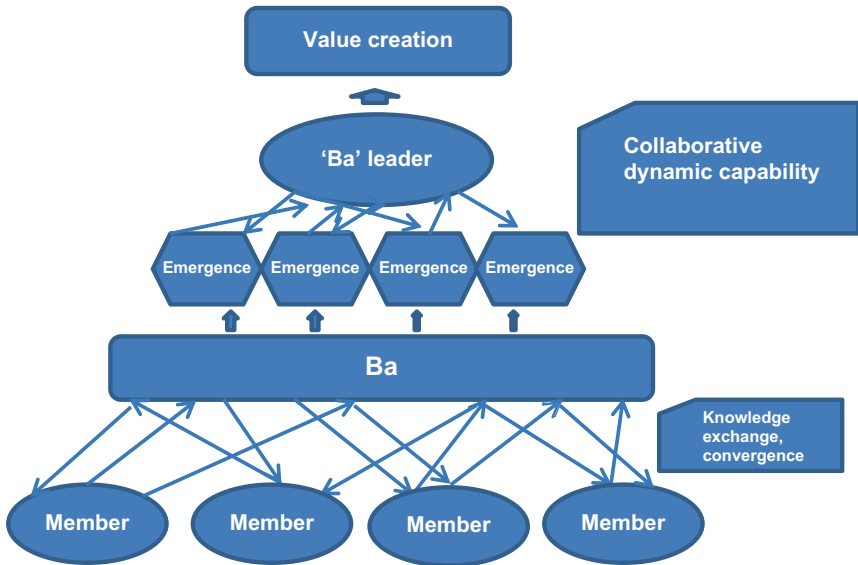 Value creation
‘Ba’ leader
Collaborative
dynamic capability
Emergence
Emergence
Emergence
Emergence
Ba
Knowledge
exchange,
convergence
Member
Member
Member
Member